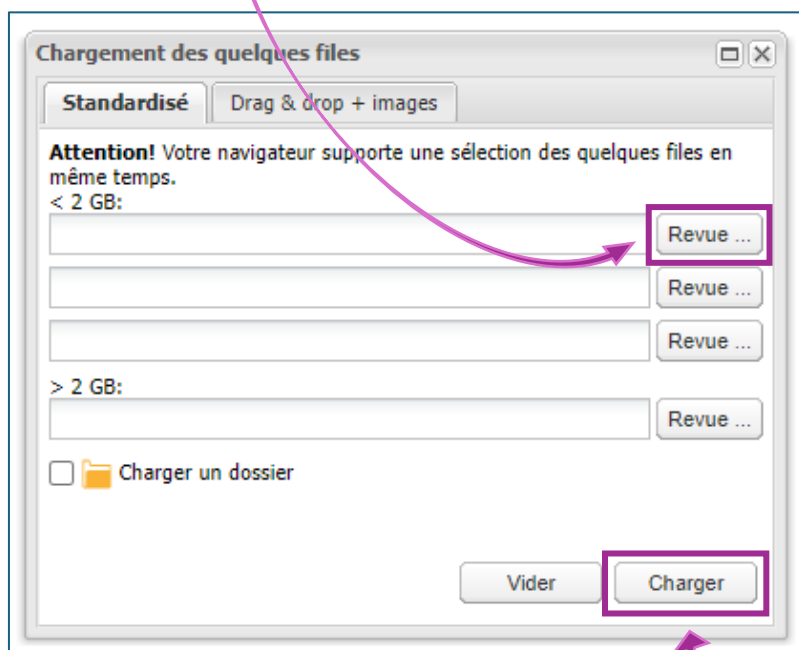 Chargement des quelques files
Standardisé
Drag & drop + images
Attention! Votre navigateur supporte une sélection des quelques files en
même temps.
< 2 GB:
Revue ...
Revue ...
Revue ...
> 2 GB:
Revue ...
Charger un dossier
Vider
Charger